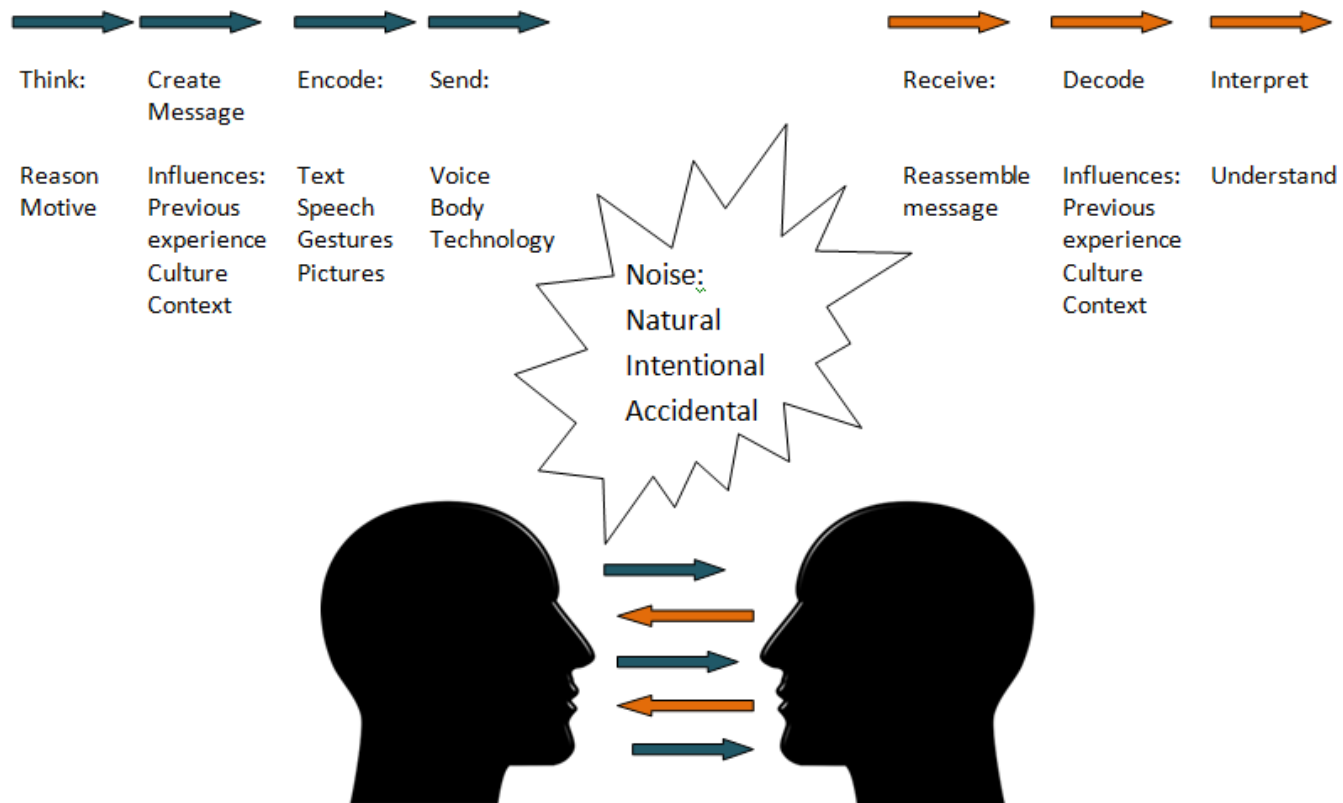 Think:
Reason
Motive
Create
Message
Influences:
Previous
experience
Culture
Context
Encode:
Text
Speech
Gestures
Pictures
Send:
Voice
Body
Technology
Noise:
Natural
Intentional
Accidental
Receive:
Reassemble
message
Decode
Influences:
Previous
experience
Culture
Context
Interpret
Understand